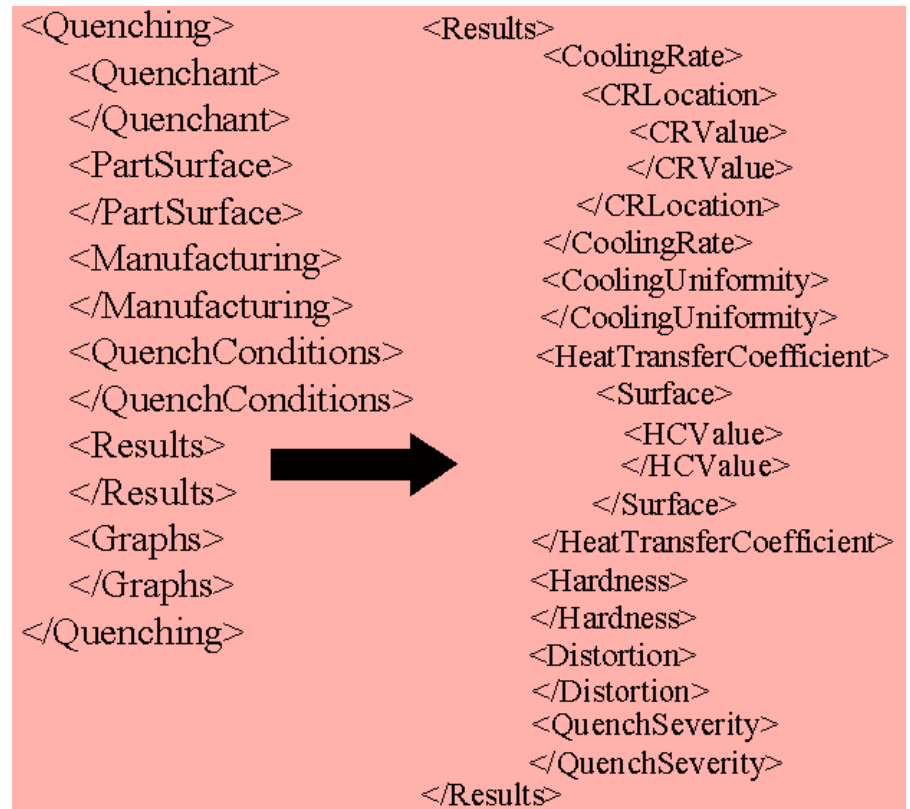 <Quenching>
<Quenchant>
</Quenchant>
<PartSurface>
</PartSurface>
<Manufacturing>
</Manufacturing>
<QuenchConditions>
</QuenchConditions>
<Results>
</Results>
<Graphs>
</Graphs>
</Quenching>
<Results>
<CoolingRate>
<CRLocation>
<CRValue>
</CRValue>
</CRLocation>
</CoolingRate>
<CoolingUniformity>
</CoolingUniformity>
<HeatTransferCoefficient>
<Surface>
<HCValue>
</HCValue>
</Surface>
</HeatTransferCoefficient>
<Hardness>
</Hardness>
<Distortion>
</Distortion>
<QuenchSeverity>
</QuenchSeverity>
</Results>